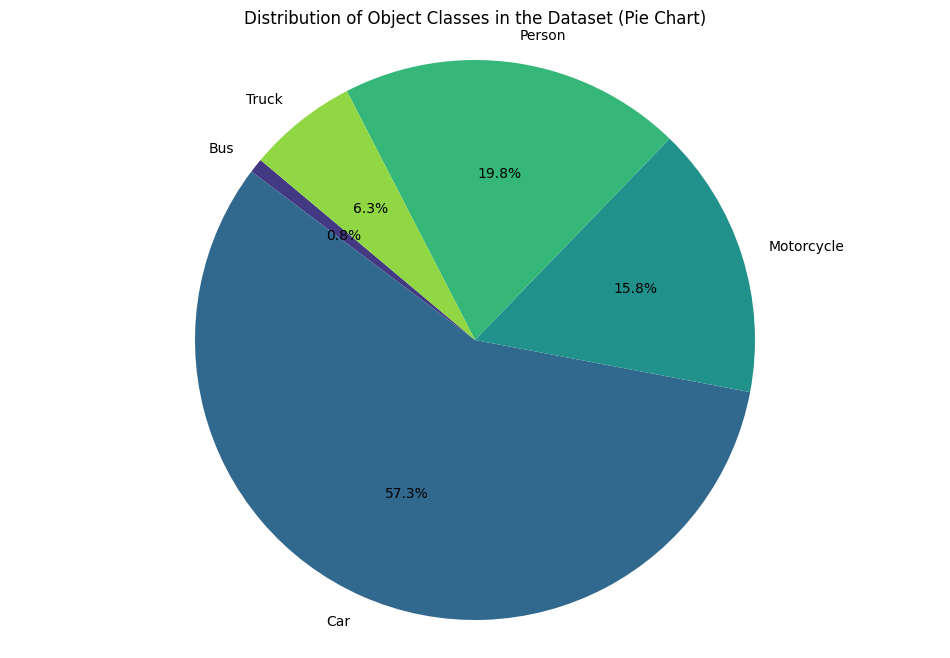 Distribution of Object Classes in the Dataset (Pie Chart)
Person
Truck
Bus
19.8%
6.3%
0.8%
Motorcycle
15.8%
57.3%
Car